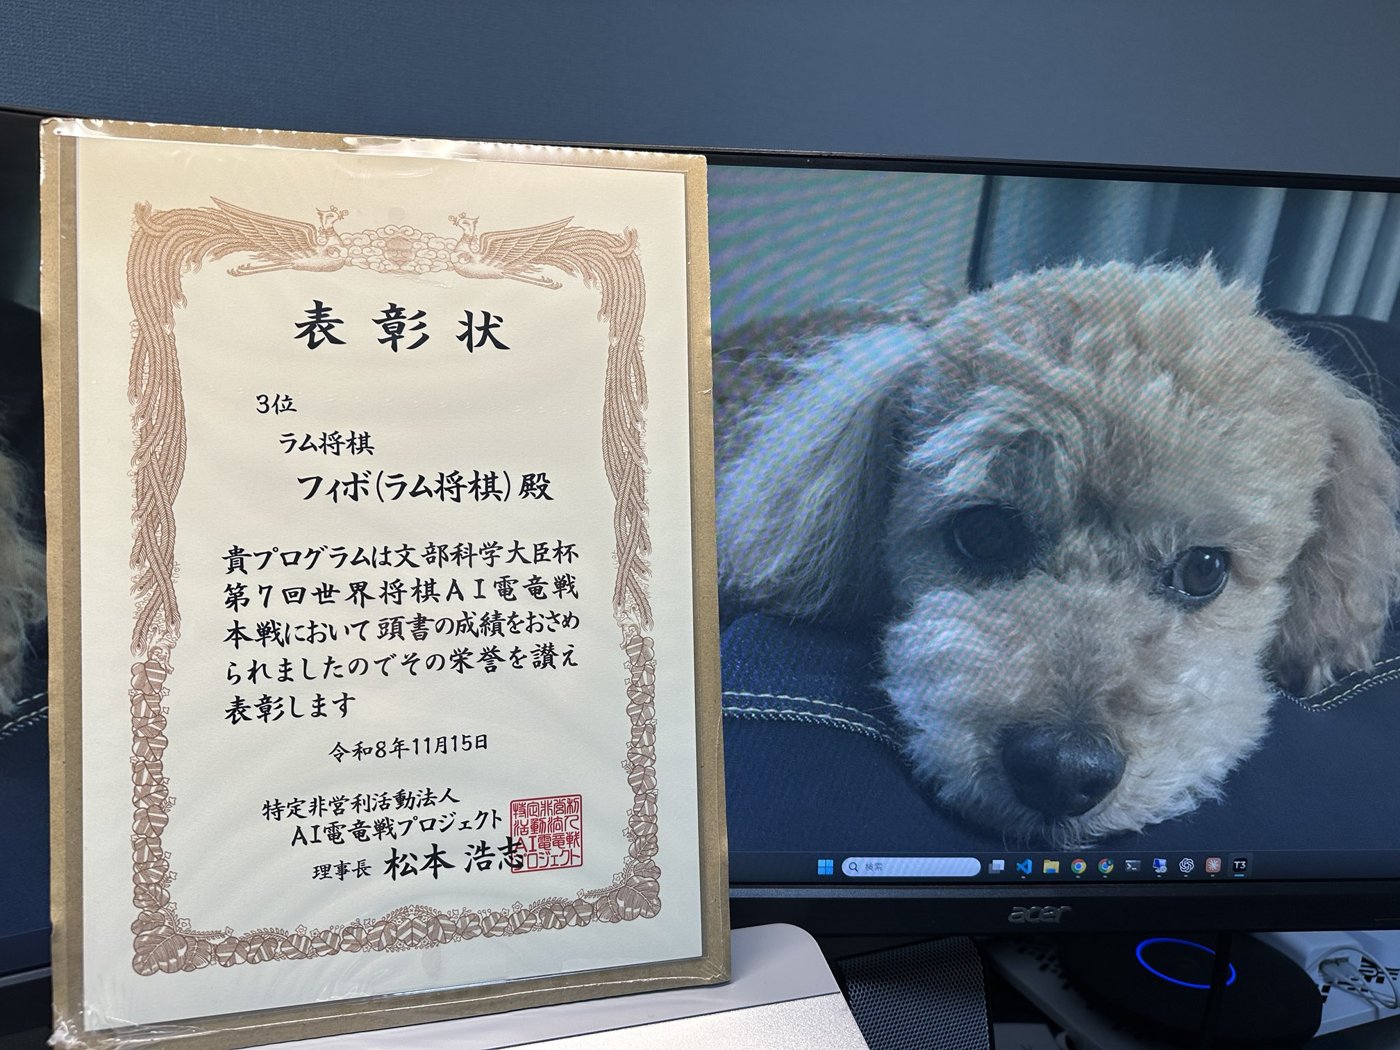 表彰状
3位
ラム将棋
フィボ(ラム将棋)殿
貴プログラムは文部科学大臣杯
第7回世界将棋AI電竜戦
本戦において頭書の成績をおさめ
られましたのでその栄誉を讃え
表彰します
令和8年11月15日
特定非営利活動法人
AI電竜戦プロジェクト
理事長 松本浩志
検索
T3
acer